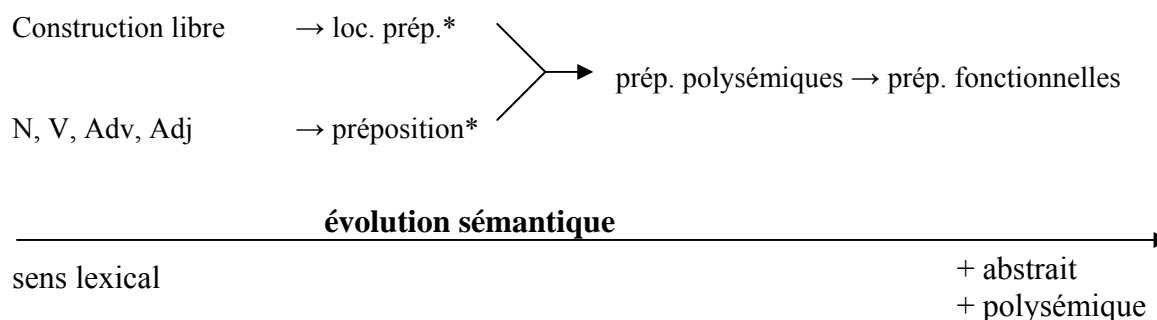 Construction libre → loc. prép.*
prép. polysémiques → prép. fonctionnelles
N, V, Adv, Adj → préposition*
évolution sémantique
sens lexical
+ abstrait
+ polysémique